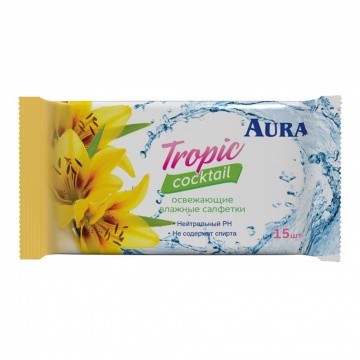 AURA
Tropic
cocktail
освежающие
влажные салфетки
• Нейтральный PH
• Не содержит спирта
15шт